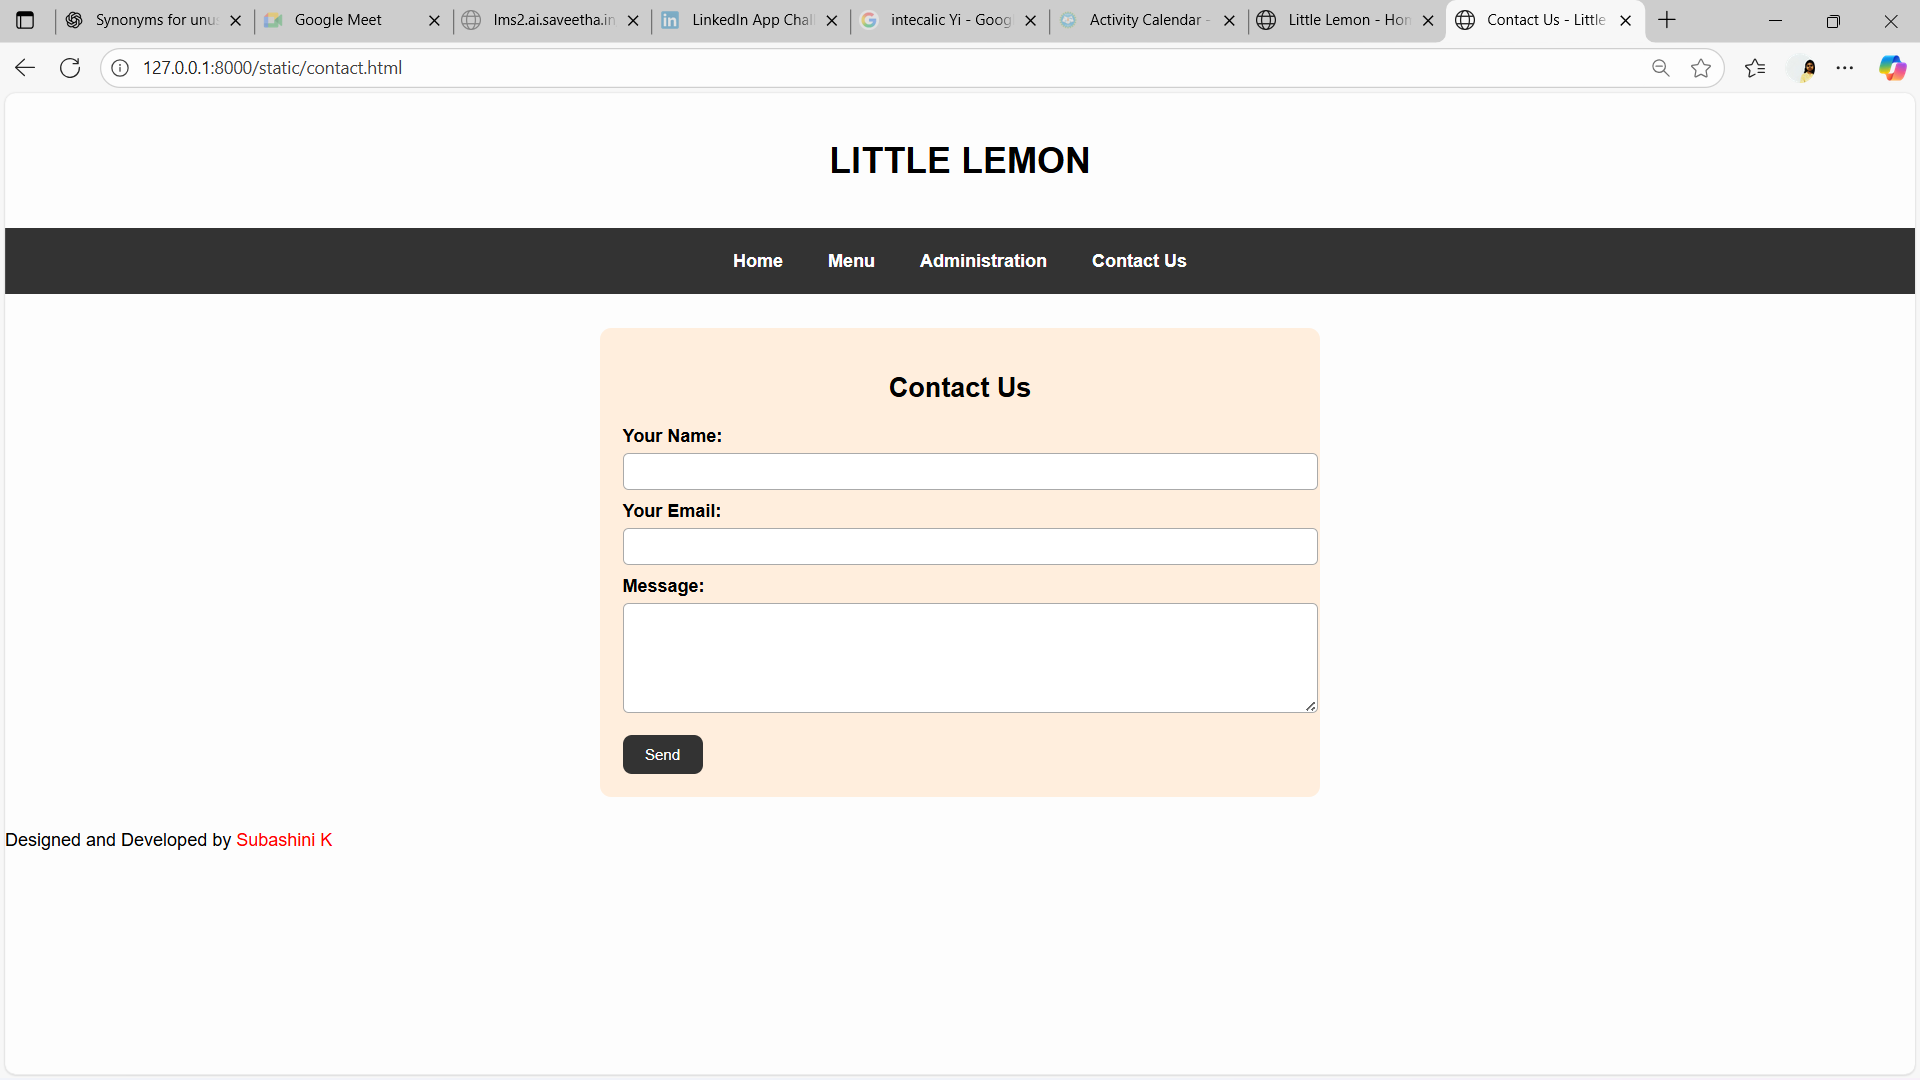 Synonyms for unu
Google Meet
lms2.ai.saveetha.in
LinkedIn App Chal
intecalic Yi - Goog
Activity Calendar -
Little Lemon - Hon
Contact Us - Little
127.0.0.1:8000/static/contact.html
LITTLE LEMON
Home Menu Administration Contact Us
Contact Us
Your Name:
Your Email:
Message:
Send
Designed and Developed by Subashini K